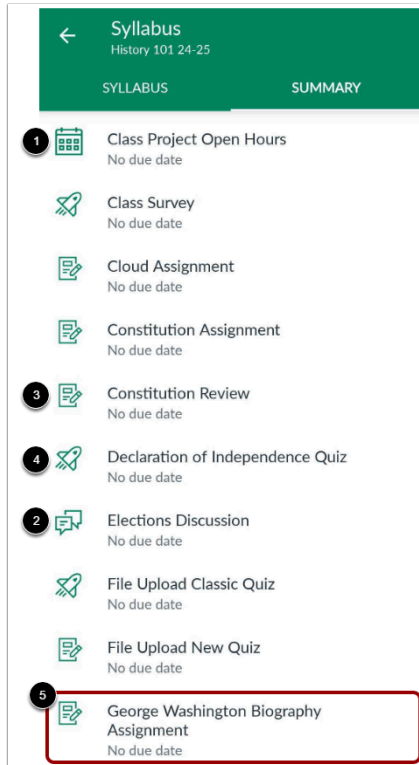 Syllabus
History 101 24-25
SYLLABUS SUMMARY
1 Class Project Open Hours
No due date
Class Survey
No due date
Cloud Assignment
No due date
Constitution Assignment
No due date
3 Constitution Review
No due date
4 Declaration of Independence Quiz
No due date
2 Elections Discussion
No due date
File Upload Classic Quiz
No due date
File Upload New Quiz
No due date
5
George Washington Biography
Assignment
No due date